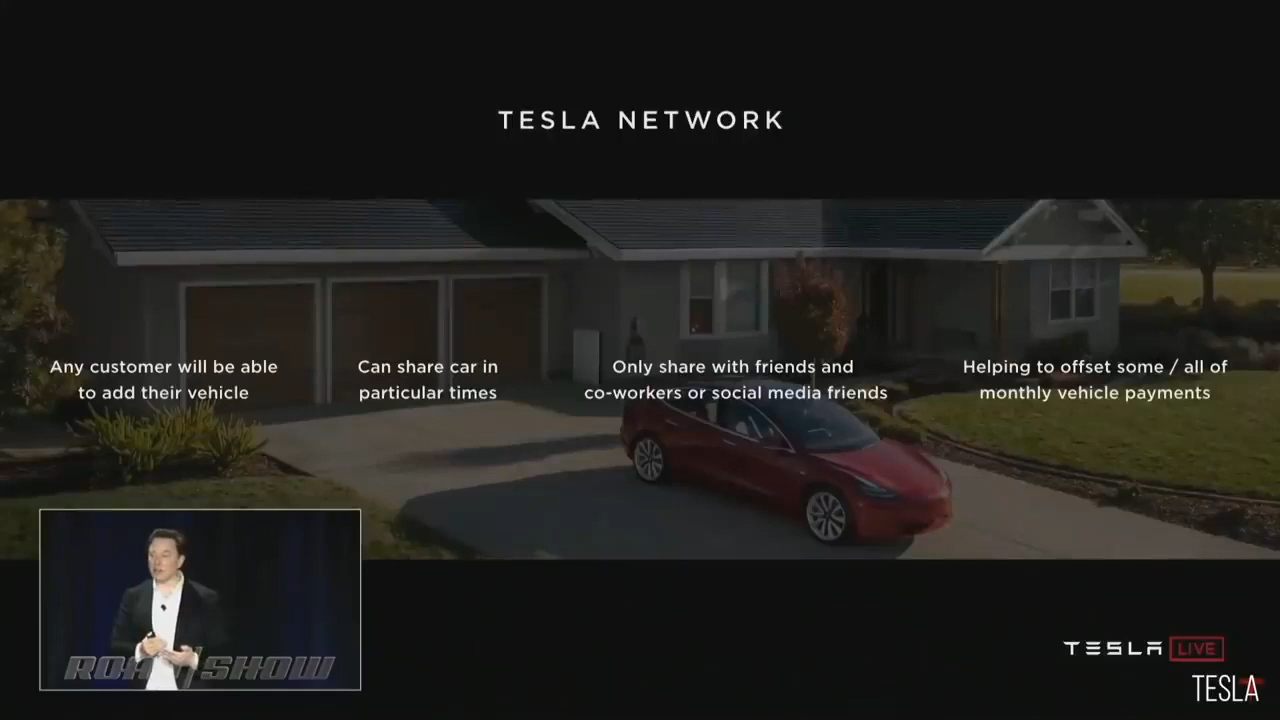 TESLA NETWORK
Any customer will be able
to add their vehicle
Can share car in
particular times
Only share with friends and
co-workers or social media friends
Helping to offset some / all of
monthly vehicle payments
ROADSHOW
TESLA LIVE
TESLA